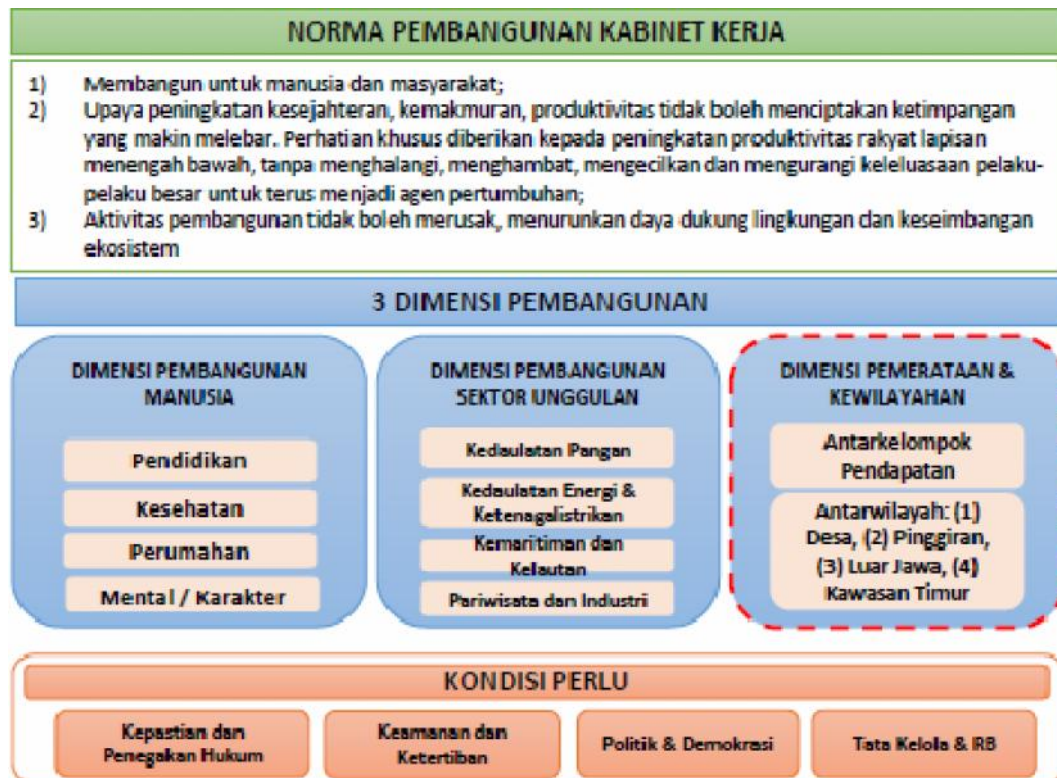 NORMA PEMBANGUNAN KABINET KERJA
1) Membangun untuk manusia dan masyarakat;
2) Upaya peningkatan kesejahteran, kemakmuran, produktivitas tidak boleh menciptakan ketimpangan
yang makin melebar. Perhatian khusus diberikan kepada peningkatan produktivitas rakyat lapisan
menengah bawah, tanpa menghalangi, menghambat, mengecilkan dan mengurangi keleluasaan pelaku-
pelaku besar untuk terus menjadi agen pertumbuhan;
3) Aktivitas pembangunan tidak boleh merusak, menurunkan daya dukung lingkungan dan keseimbangan
ekosistem
3 DIMENSI PEMBANGUNAN
DIMENSI PEMBANGUNAN
MANUSIA
Pendidikan
Kesehatan
Perumahan
Mental / Karakter
DIMENSI PEMBANGUNAN
SEKTOR UNGGULAN
Kedaulatan Pangan
Kedaulatan Energi &
Ketenagalistrikan
Kemaritiman dan
Kelautan
Pariwisata dan Industri
DIMENSI PEMERATAAN &
KEWILAYAHAN
Antarkelompok
Pendapatan
Antarwilayah: (1)
Desa, (2) Pinggiran,
(3) Luar Jawa, (4)
Kawasan Timur
KONDISI PERLU
Kepastian dan
Penegakan Hukum
Keamanan dan
Ketertiban
Politik & Demokrasi
Tata Kelola & RB